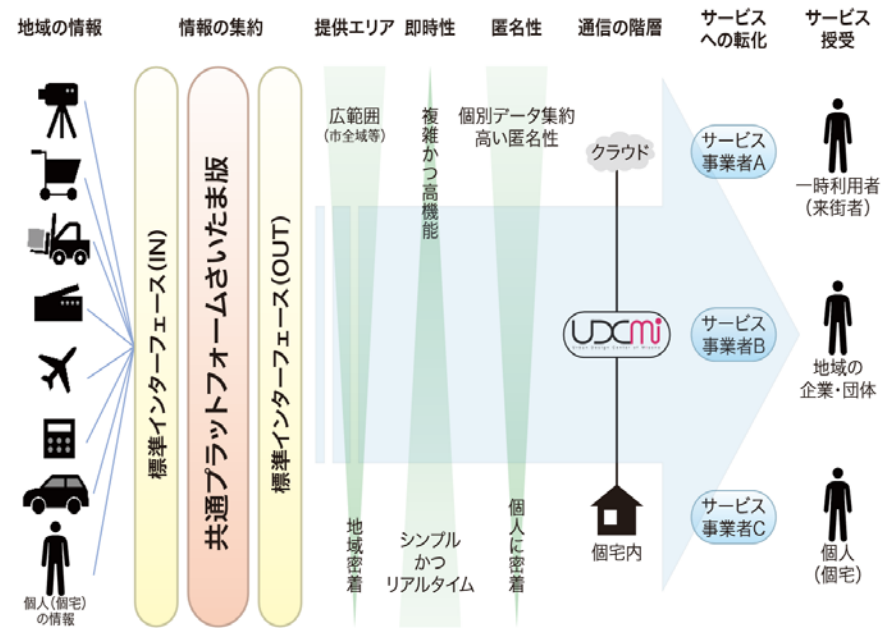 地域の情報
情報の集約
提供エリア
即時性
匿名性
通信の階層
サービス
への転化
サービス
授受
個人(個宅)
の情報
標準インターフェース(IN)
共通プラットフォームさいたま版
標準インターフェース(OUT)
広範囲
(市全域等)
地域密着
複雑かつ高機能
シンプル
かつ
リアルタイム
個別データ集約
高い匿名性
個人に密着
クラウド
UDCmi
Urban Design Center of Misono
個宅内
サービス
事業者A
サービス
事業者B
サービス
事業者C
一時利用者
(来街者)
地域の
企業・団体
個人
(個宅)